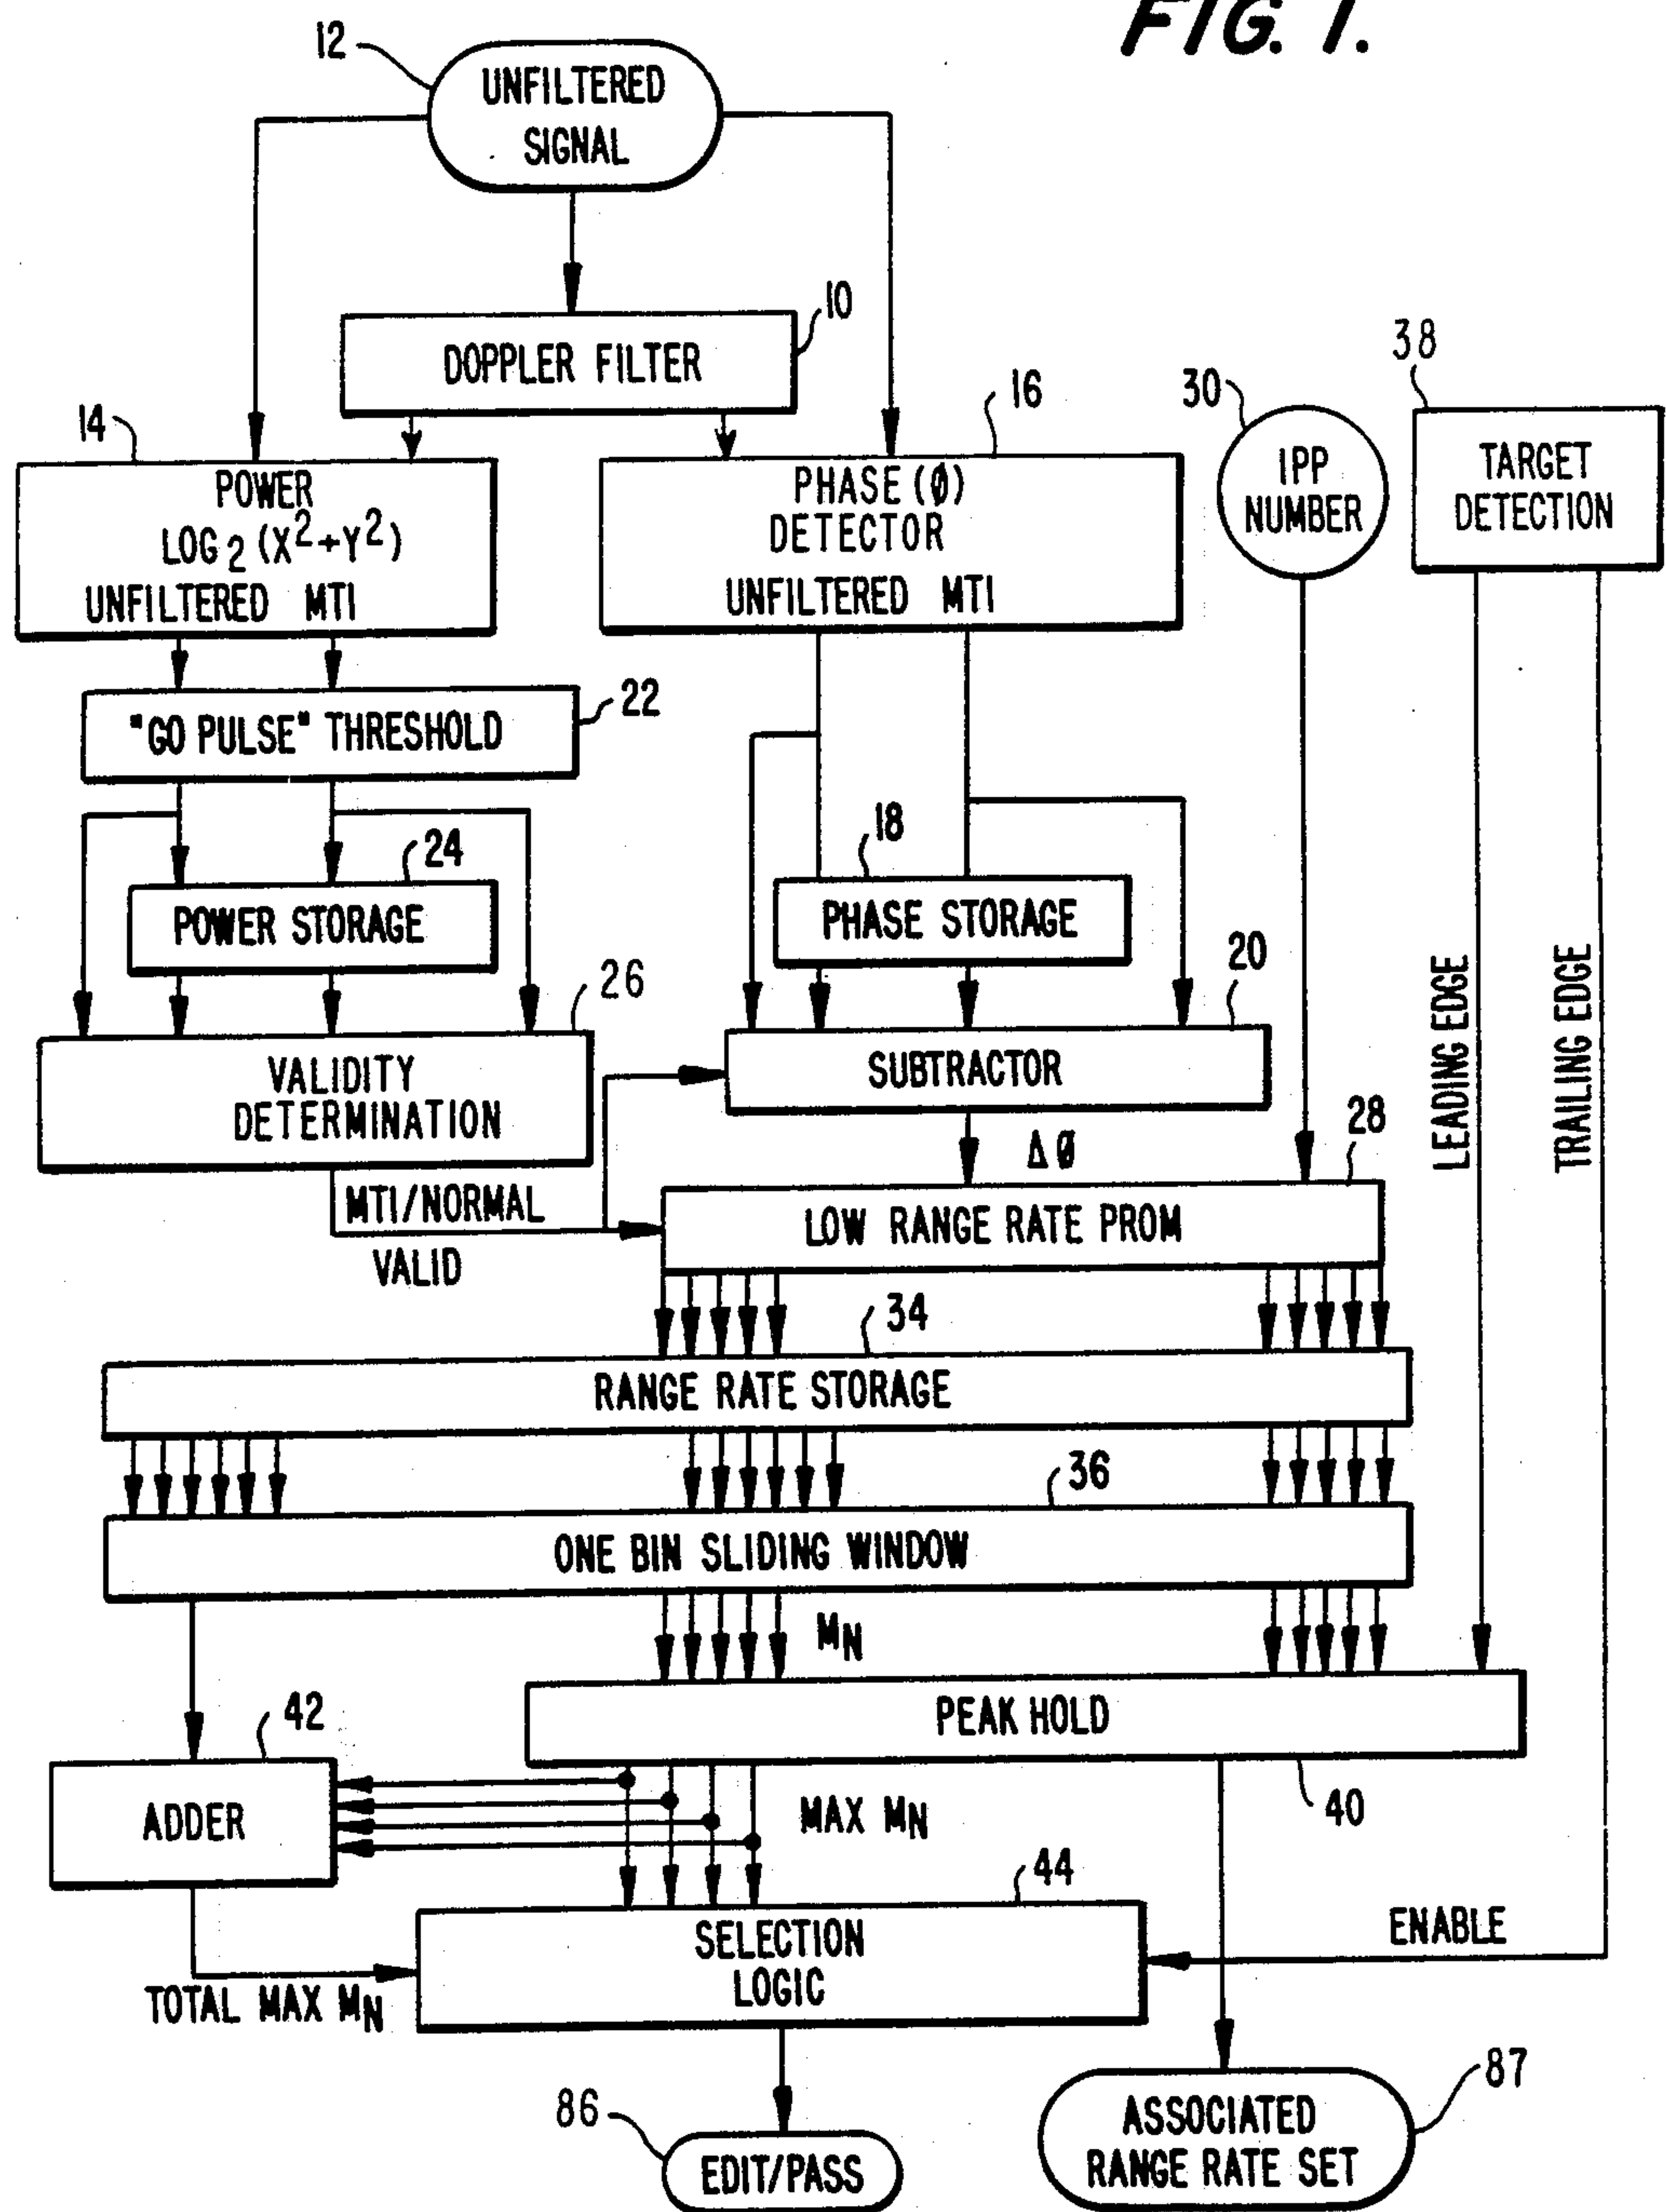 FIG. 1.
12
UNFILTERED
SIGNAL
10
DOPPLER FILTER
14
POWER
LOG 2 (X²+Y²)
UNFILTERED MTI
16
PHASE (Ø)
DETECTOR
UNFILTERED MTI
30
IPP
NUMBER
38
TARGET
DETECTION
"GO PULSE" THRESHOLD
22
24
POWER STORAGE
18
PHASE STORAGE
26
VALIDITY
DETERMINATION
20
SUBTRACTOR
LEADING EDGE
TRAILING EDGE
Δ Ø
28
MTI/NORMAL
VALID
LOW RANGE RATE PROM
34
RANGE RATE STORAGE
36
ONE BIN SLIDING WINDOW
MN
PEAK HOLD
40
42
ADDER
MAX MN
44
SELECTION
LOGIC
ENABLE
TOTAL MAX MN
86
EDIT/PASS
87
ASSOCIATED
RANGE RATE SET